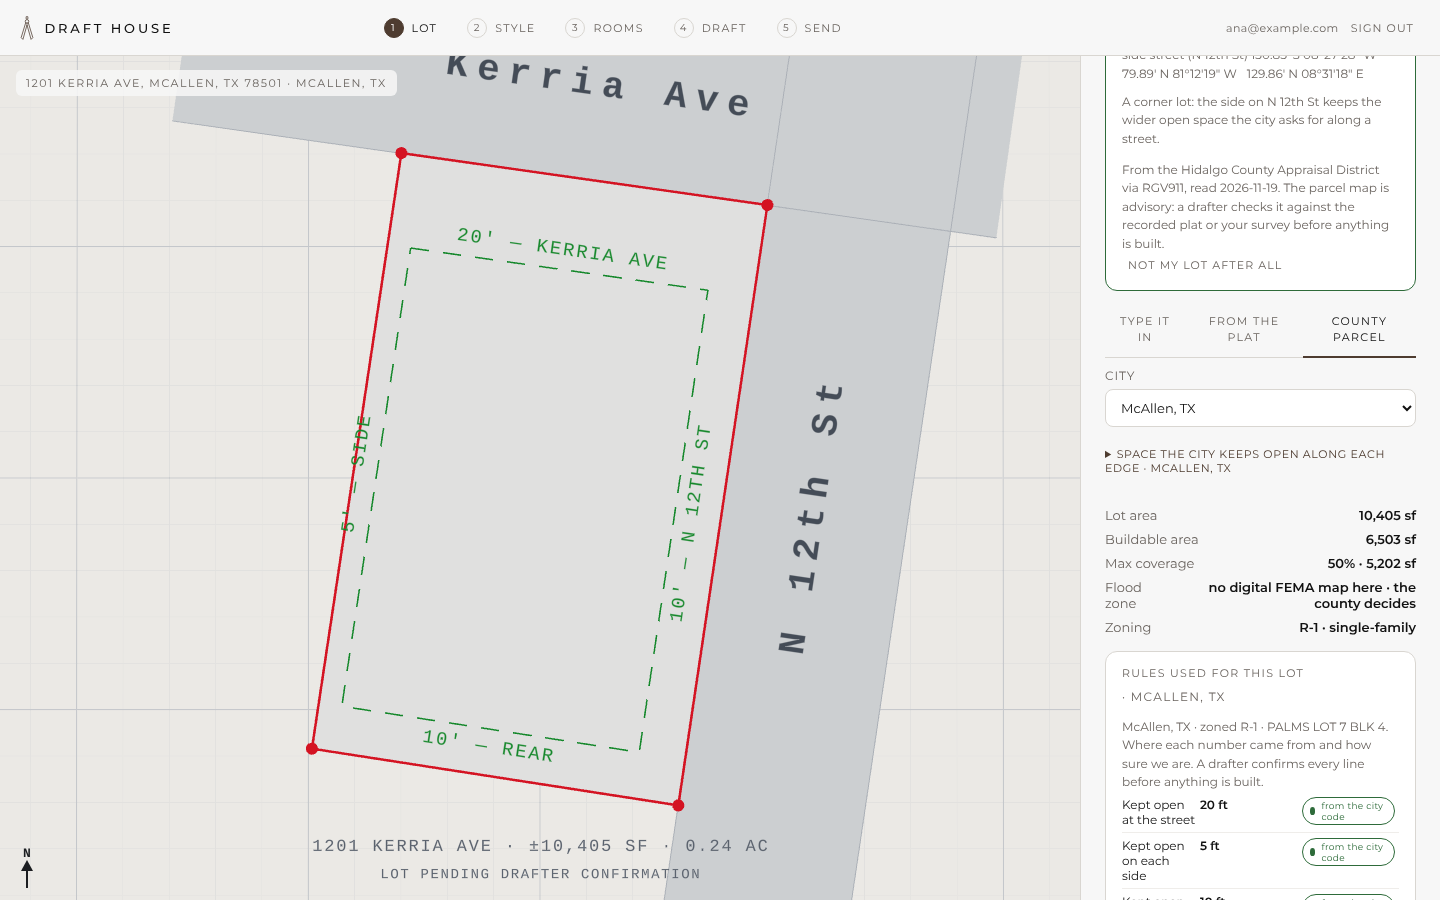 DRAFT HOUSE
1 LOT
2 STYLE
3 ROOMS
4 DRAFT
5 SEND
ana@example.com SIGN OUT
1201 KERRIA AVE, MCALLEN, TX 78501 · MCALLEN, TX
Kerria Ave
20' — KERRIA AVE
5' — SIDE
10' — N 12TH ST
N 12th St
10' — REAR
1201 KERRIA AVE · ±10,405 SF · 0.24 AC
LOT PENDING DRAFTER CONFIRMATION
N
79.89' N 81°12'19" W 129.86' N 08°31'18" E
A corner lot: the side on N 12th St keeps the
wider open space the city asks for along a
street.
From the Hidalgo County Appraisal District
via RGV911, read 2026-11-19. The parcel map is
advisory: a drafter checks it against the
recorded plat or your survey before anything
is built.
NOT MY LOT AFTER ALL
TYPE IT
IN
FROM THE
PLAT
COUNTY
PARCEL
CITY
McAllen, TX
SPACE THE CITY KEEPS OPEN ALONG EACH
EDGE · MCALLEN, TX
Lot area 10,405 sf
Buildable area 6,503 sf
Max coverage 50% · 5,202 sf
Flood zone no digital FEMA map here · the
county decides
Zoning R-1 · single-family
RULES USED FOR THIS LOT
· MCALLEN, TX
McAllen, TX · zoned R-1 · PALMS LOT 7 BLK 4.
Where each number came from and how
sure we are. A drafter confirms every line
before anything is built.
Kept open
at the street
20 ft
from the city
code
Kept open
on each
side
5 ft
from the city
code